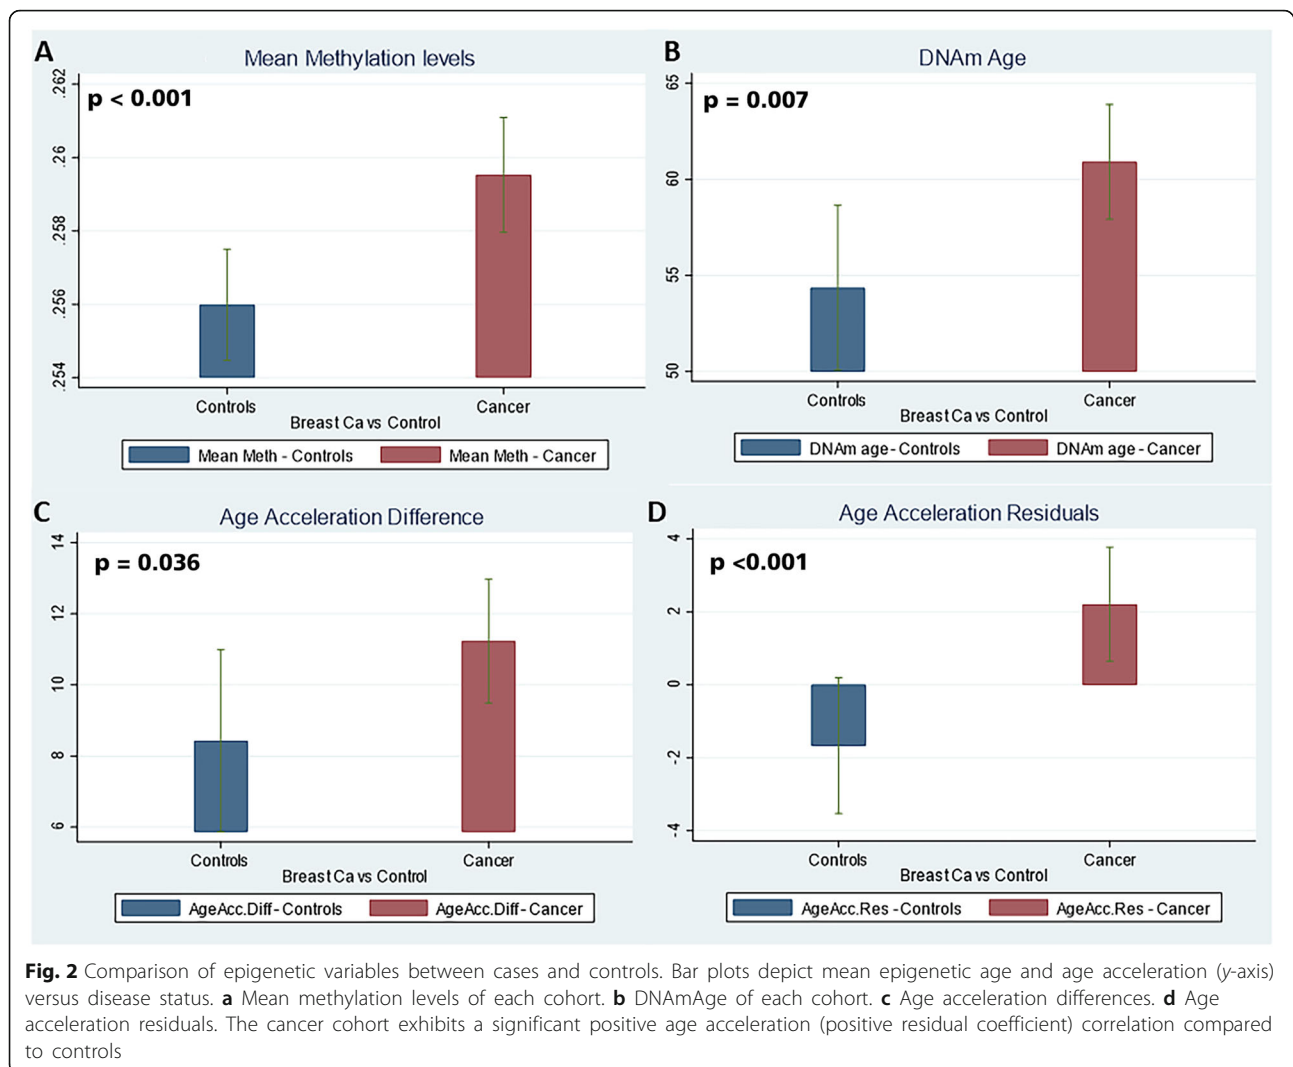 A
Mean Methylation levels
p < 0.001
.262
.26
.258
.256
.254
Controls
Cancer
Breast Ca vs Control
Mean Meth - Controls
Mean Meth - Cancer
B
DNAm Age
p = 0.007
65
60
55
50
Controls
Cancer
Breast Ca vs Control
DNAm age - Controls
DNAm age - Cancer
C
Age Acceleration Difference
p = 0.036
14
12
10
8
6
Controls
Cancer
Breast Ca vs Control
AgeAcc.Diff - Controls
AgeAcc.Diff - Cancer
D
Age Acceleration Residuals
p <0.001
4
2
0
-2
-4
Controls
Cancer
Breast Ca vs Control
AgeAcc.Res - Controls
AgeAcc.Res - Cancer
Fig. 2 Comparison of epigenetic variables between cases and controls. Bar plots depict mean epigenetic age and age acceleration (y-axis)
versus disease status. a Mean methylation levels of each cohort. b DNAmAge of each cohort. c Age acceleration differences. d Age
acceleration residuals. The cancer cohort exhibits a significant positive age acceleration (positive residual coefficient) correlation compared
to controls